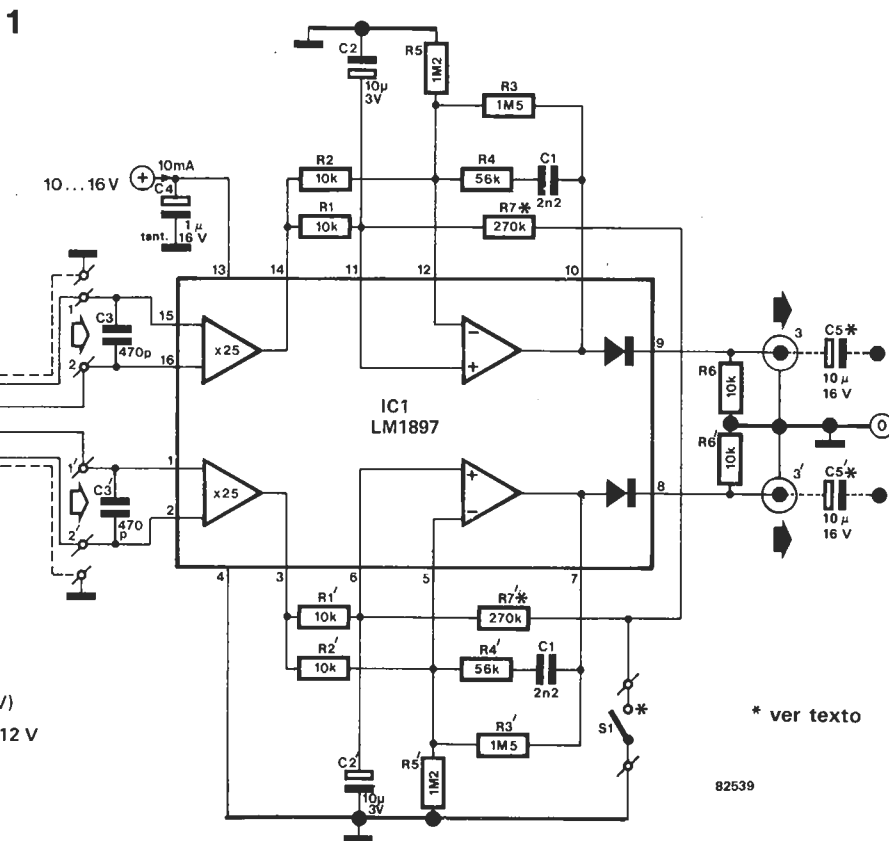 1
C2
10µ
3V
R5
1M2
R3
1M5
R2
10k
R4
56k
C1
2n2
R1
10k
R7*
270k
10...16V
+
10mA
C4
1µ
16V
tant.
13
14
11
12
10
1
C3
470p
2
15
16
x25
−
+
9
R6
10k
3
C5*
10µ
16 V
IC1
LM1897
0
R6'
10k
1'
C3'
470
p
2'
1
2
x25
+
−
8
3'
C5'*
10µ
16 V
4
3
6
5
7
R1'
10k
R7'*
270k
R2'
10k
R4'
56k
C1
2n2
R3'
1M5
S1
*
* ver texto
V)
12 V
C2'
10µ
3V
R5'
1M2
82539